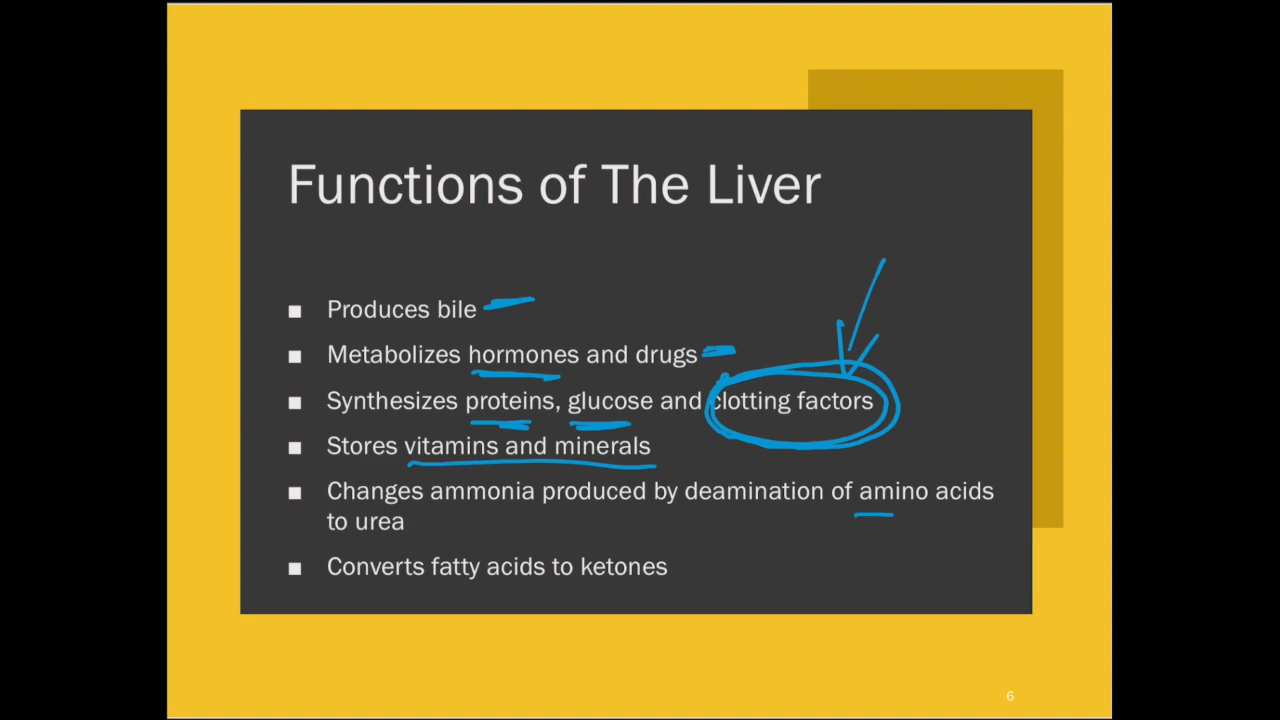 Functions of The Liver
■ Produces bile
■ Metabolizes hormones and drugs
■ Synthesizes proteins, glucose and clotting factors
■ Stores vitamins and minerals
■ Changes ammonia produced by deamination of amino acids
to urea
■ Converts fatty acids to ketones
6